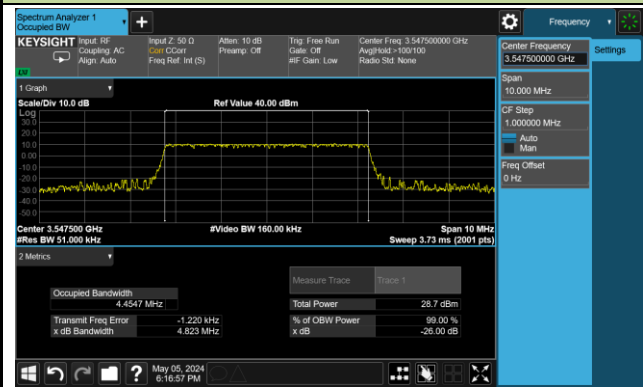 Spectrum Analyzer 1
Occupied BW
+
Frequency
KEYSIGHT
Input: RF
Coupling: AC
Align: Auto
Input Z: 50 Ω
Corr CCorr
Freq Ref: Int (S)
Atten: 10 dB
Preamp: Off
Trig: Free Run
Gate: Off
#IF Gain: Low
Center Freq: 3.547500000 GHz
Avg|Hold:>100/100
Radio Std: None
Center Frequency
3.547500000 GHz
Settings
Span
10.000 MHz
CF Step
1.000000 MHz
Auto
Man
Freq Offset
0 Hz
1 Graph
Scale/Div 10.0 dB
Ref Value 40.00 dBm
Log
30.0
20.0
10.0
0.00
-10.0
-20.0
-30.0
-40.0
-50.0
Center 3.547500 GHz
#Video BW 160.00 kHz
Span 10 MHz
#Res BW 51.000 kHz
Sweep 3.73 ms (2001 pts)
2 Metrics
Measure Trace
Trace 1
Occupied Bandwidth
4.4547 MHz
Total Power
28.7 dBm
Transmit Freq Error
-1.220 kHz
% of OBW Power
99.00 %
x dB Bandwidth
4.823 MHz
x dB
-26.00 dB
?
May 05, 2024
6:16:57 PM